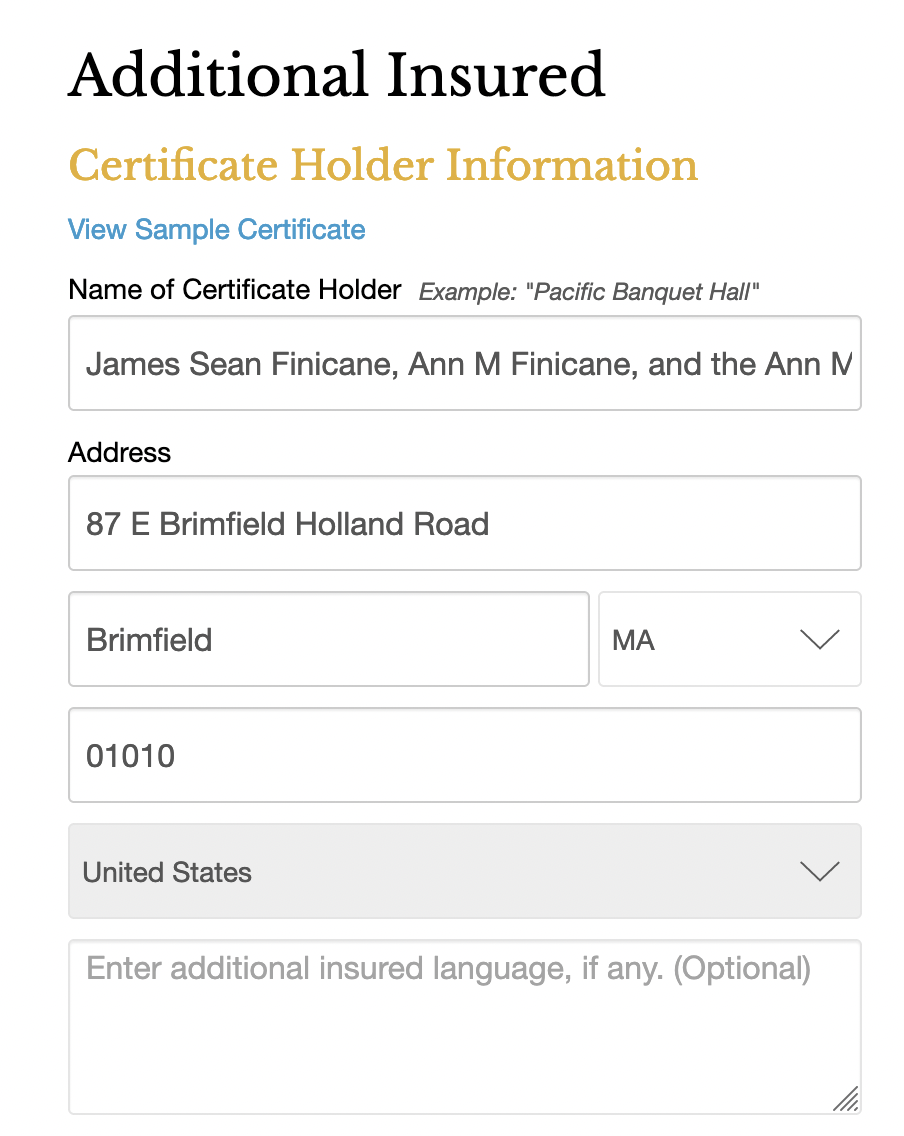 Additional Insured
Certificate Holder Information
View Sample Certificate
Name of Certificate Holder Example: "Pacific Banquet Hall"
James Sean Finicane, Ann M Finicane, and the Ann M
Address
87 E Brimfield Holland Road
Brimfield MA
01010
United States
Enter additional insured language, if any. (Optional)